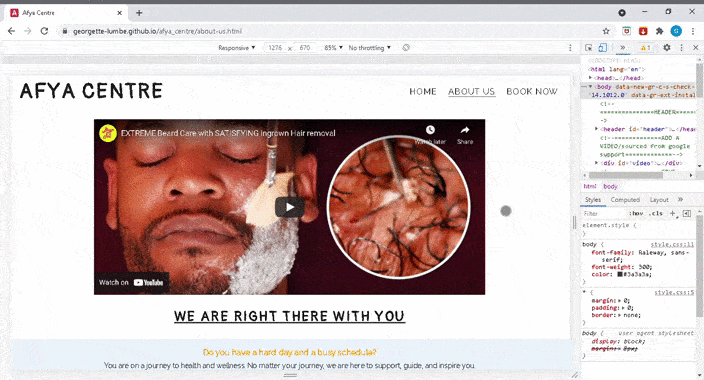 Afya Centre
georgette-lumbe.github.io/afya_centre/about-us.html
Responsive 1276 x 670 85% No throttling
AFYA CENTRE
HOME ABOUT US BOOK NOW
EXTREME Beard Care with SATISFYING Ingrown Hair removal
Watch later Share
Watch on YouTube
WE ARE RIGHT THERE WITH YOU
Do you have a hard day and a busy schedule?
You are on a journey to health and wellness. No matter your journey, we are here to support, guide, and inspire you.
1
<!DOCTYPE html>
<html lang="en">
<head>…</head>
<body data-new-gr-c-s-check-
"14.1012.0" data-gr-ext-instal
<!--
===============HEADER=======
->
<header id="header">…</heade
<!--===============ADD A
VIDEO/sourced from google
support============-->
<div id="video">…</div>
html body
Styles Computed Layout
Filter :hov .cls
element.style {
}
body { style.css:11
font-family: Raleway, sans-
serif;
font-weight: 300;
color: #3a3a3a;
}
* { style.css:5
margin: 0;
padding: 0;
border: none;
}
body { user agent stylesheet
display: block;
margin: 8px;
}